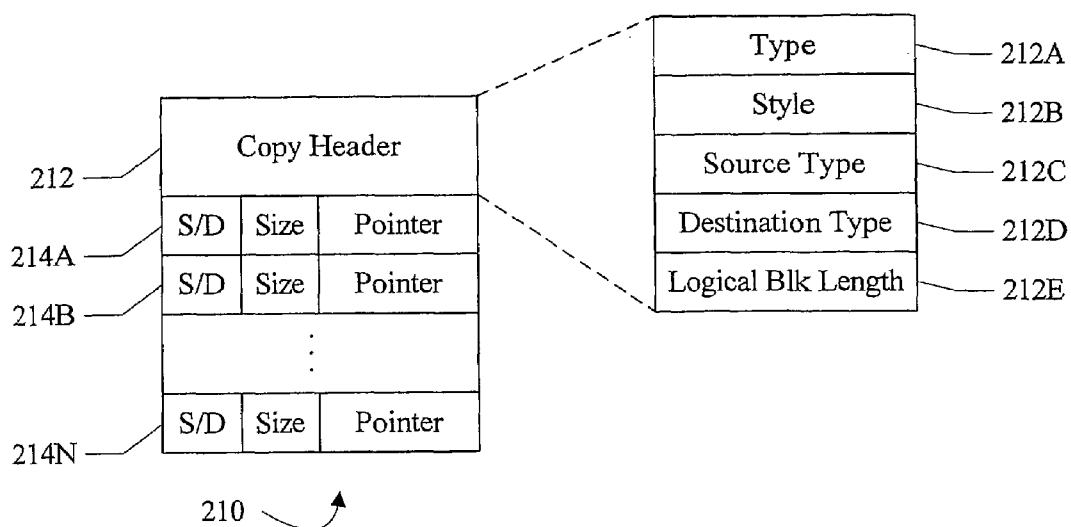 Type
212A
Style
212B
Copy Header
Source Type
212C
212
S/D Size Pointer
Destination Type
212D
214A
S/D Size Pointer
Logical Blk Length
212E
214B
S/D Size Pointer
214N
210